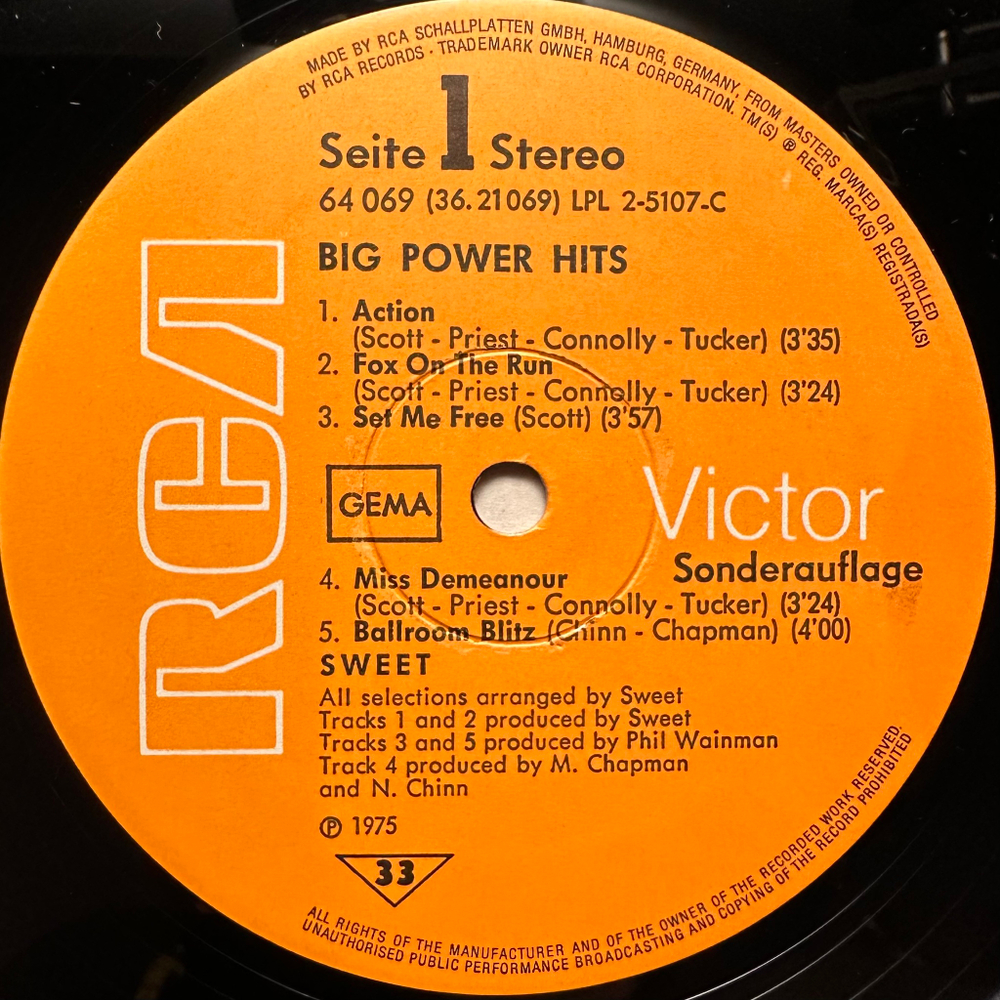 MADE BY RCA SCHALLPLATTEN GMBH, HAMBURG, GERMANY, FROM MASTERS OWNED OR CONTROLLED
BY RCA RECORDS · TRADEMARK OWNER RCA CORPORATION. TM(S) ® REG. MARCA(S) REGISTRADA(S)
Seite 1 Stereo
64 069 (36.21069) LPL 2-5107-C
BIG POWER HITS
1. Action
(Scott - Priest - Connolly - Tucker) (3'35)
2. Fox On The Run
(Scott - Priest - Connolly - Tucker) (3'24)
3. Set Me Free (Scott) (3'57)
RCA
GEMA
Victor
Sonderauflage
4. Miss Demeanour
(Scott - Priest - Connolly - Tucker) (3'24)
5. Ballroom Blitz (Chinn - Chapman) (4'00)
SWEET
All selections arranged by Sweet
Tracks 1 and 2 produced by Sweet
Tracks 3 and 5 produced by Phil Wainman
Track 4 produced by M. Chapman
and N. Chinn
℗ 1975
33
ALL RIGHTS OF THE MANUFACTURER AND OF THE OWNER OF THE RECORDED WORK RESERVED.
UNAUTHORISED PUBLIC PERFORMANCE BROADCASTING AND COPYING OF THE RECORD PROHIBITED